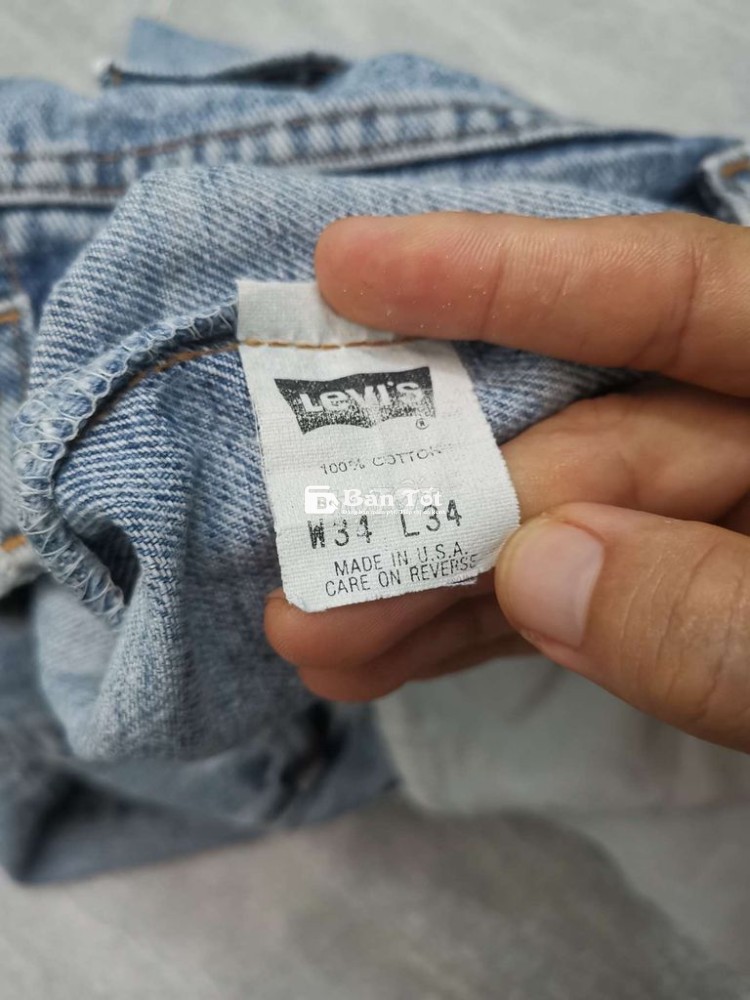 LEVI'S
®
100% COTTON
Bán Tốt
W34 L34
MADE IN U.S.A.
CARE ON REVERSE